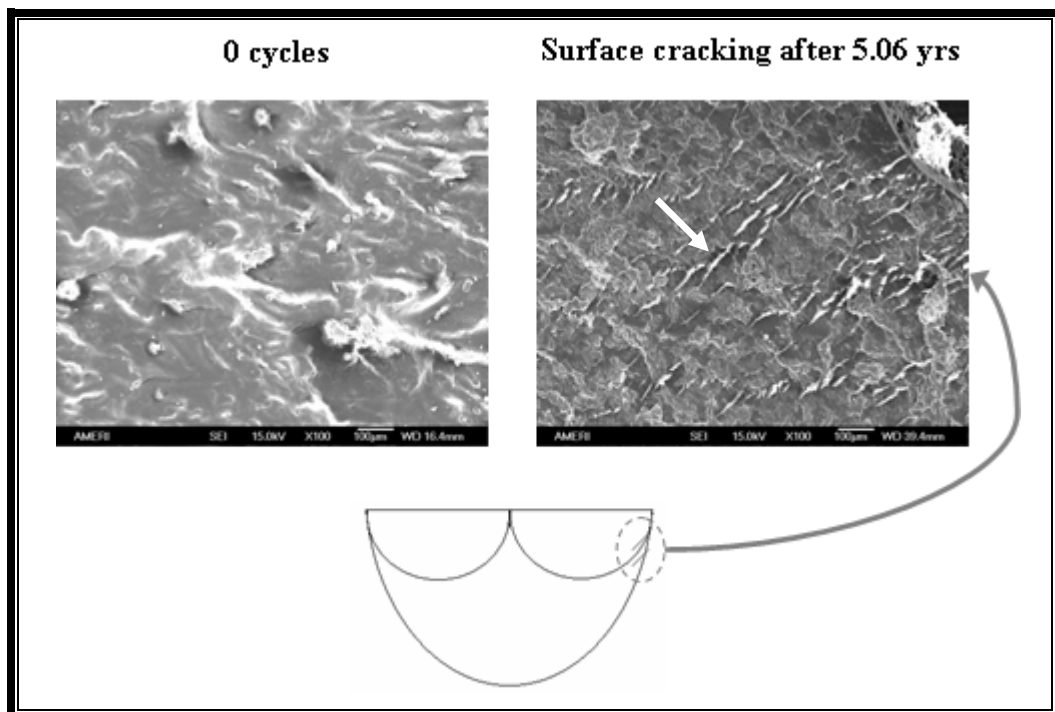 0 cycles
Surface cracking after 5.06 yrs
AMERI SEI 15.0kV X100 100µm WD 16.4mm
AMERI SEI 15.0kV X100 100µm WD 39.4mm